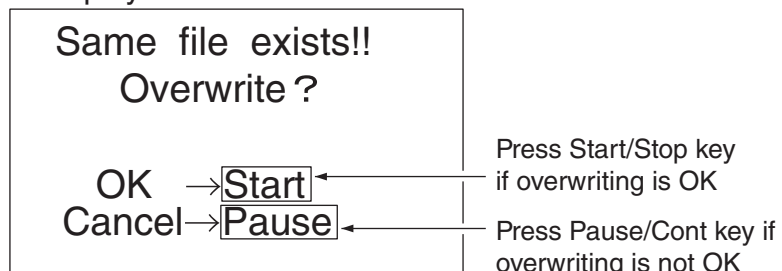 Same file exists!!
Overwrite?
OK →Start
Cancel→Pause
Press Start/Stop key
if overwriting is OK
Press Pause/Cont key if
overwriting is not OK